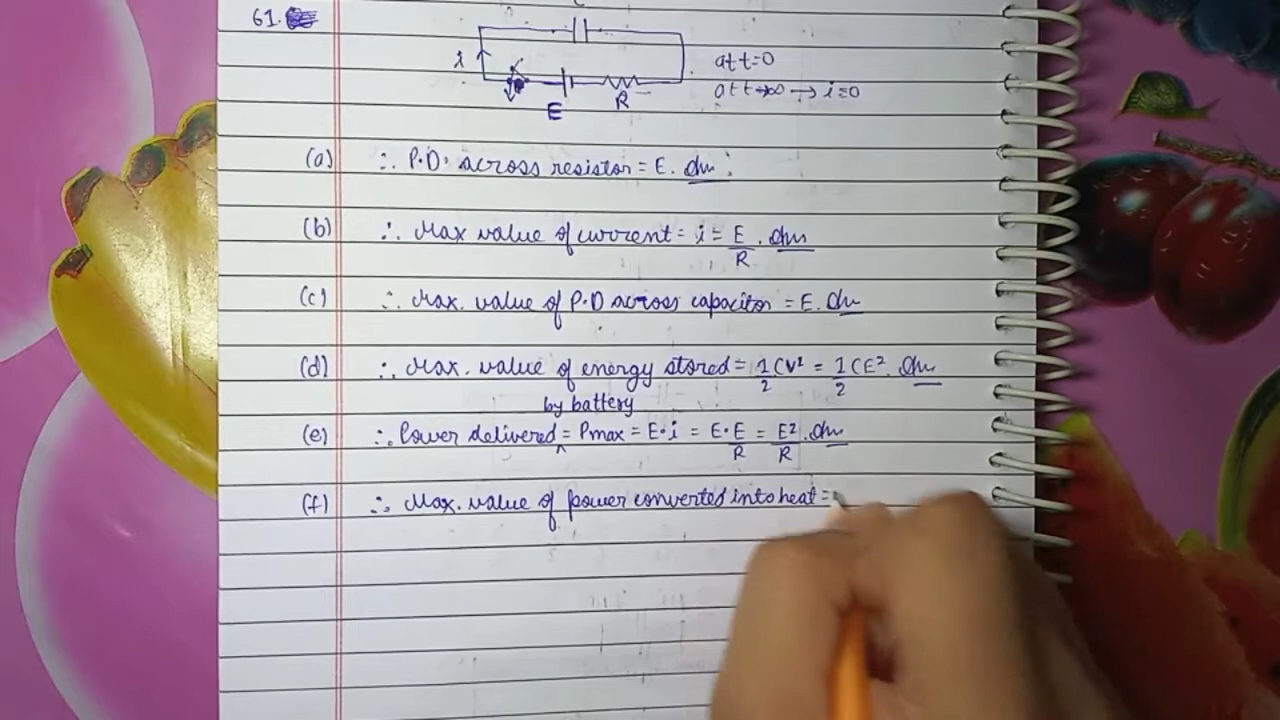 61.
i
E
R
at t=0
at t→∞ → i=0
(a) ∴ P.D. across resistor = E. Ans :
(b) ∴ Max value of current = i = E/R . Ans
(c) ∴ Max. value of P.D across capacitor = E. Ans
(d) ∴ Max. value of energy stored = 1/2 CV² = 1/2 CE². Ans
by battery
(e) ∴ Power delivered ^ = Pmax = E·i = E·E/R = E²/R . Ans
(f) ∴ Max. value of power converted into heat =